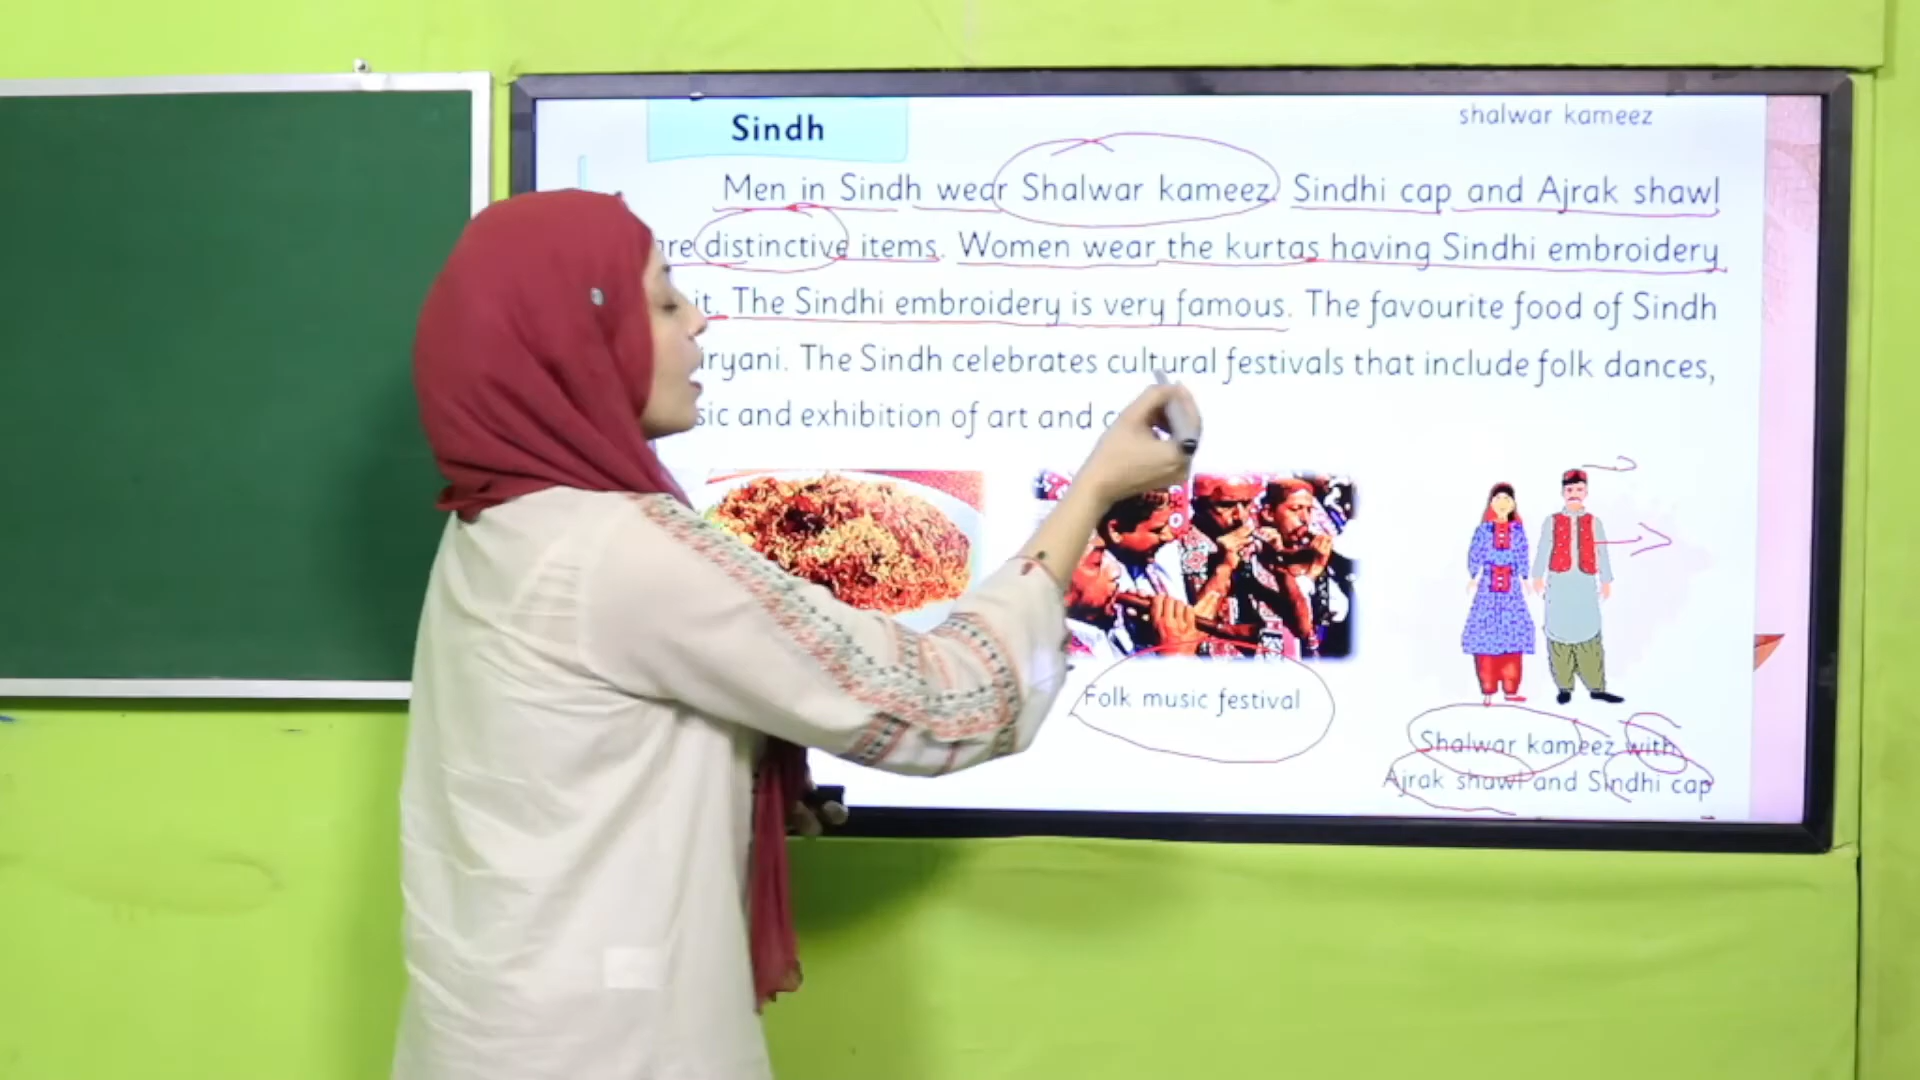 Sindh
shalwar kameez
Men in Sindh wear Shalwar kameez. Sindhi cap and Ajrak shawl
distinctive items. Women wear the kurtas having Sindhi embroidery
it. The Sindhi embroidery is very famous. The favourite food of Sindh
The Sindh celebrates cultural festivals that include folk dances,
and exhibition of art and
Folk music festival
Shalwar kameez with
Ajrak shawl and Sindhi cap